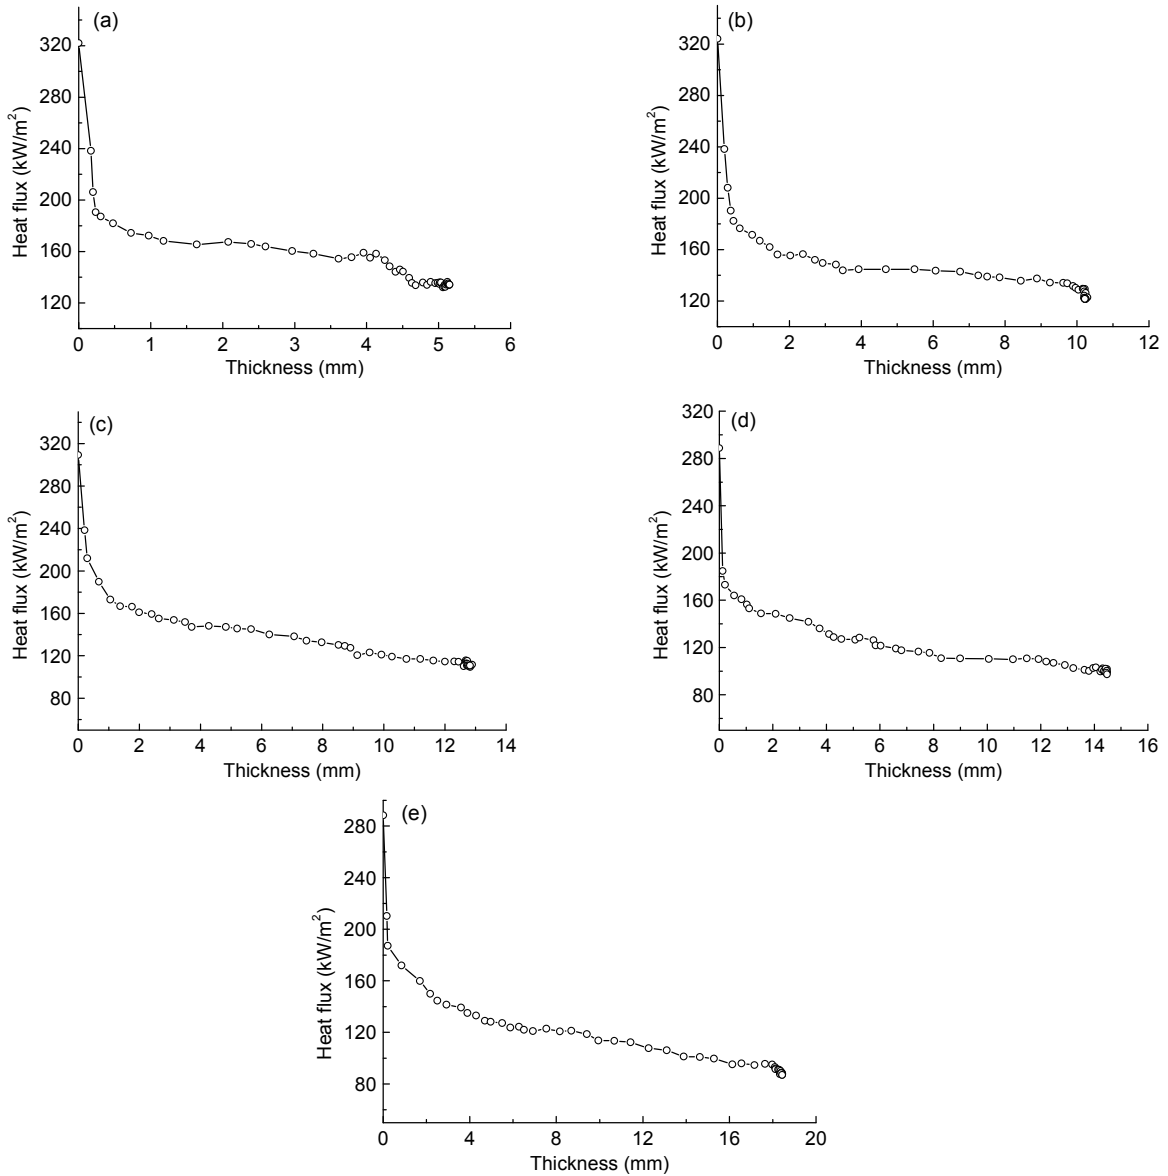 (a)
Heat flux (kW/m²)
320
280
240
200
160
120
0 1 2 3 4 5 6
Thickness (mm)
(b)
Heat flux (kW/m²)
320
280
240
200
160
120
0 2 4 6 8 10 12
Thickness (mm)
(c)
Heat flux (kW/m²)
320
280
240
200
160
120
80
0 2 4 6 8 10 12 14
Thickness (mm)
(d)
Heat flux (kW/m²)
320
280
240
200
160
120
80
0 2 4 6 8 10 12 14 16
Thickness (mm)
(e)
Heat flux (kW/m²)
280
240
200
160
120
80
0 4 8 12 16 20
Thickness (mm)